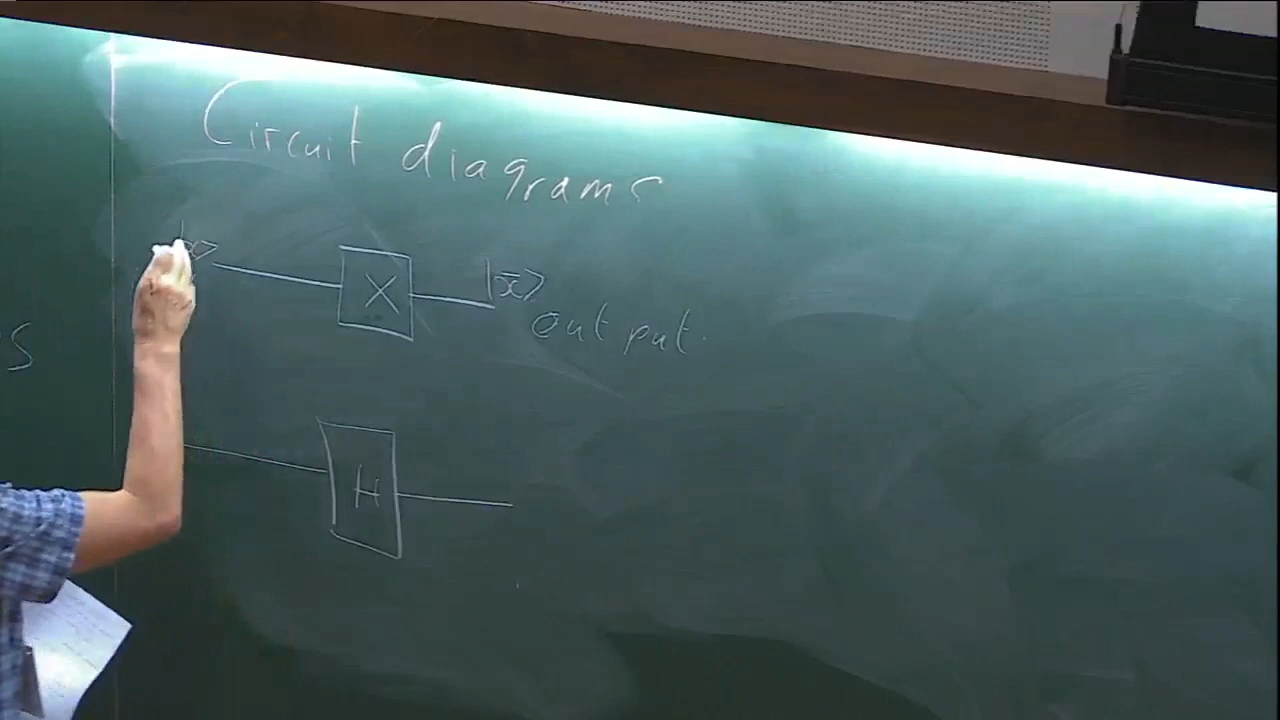 Circuit diagrams
X
|x̄⟩
output
s
H